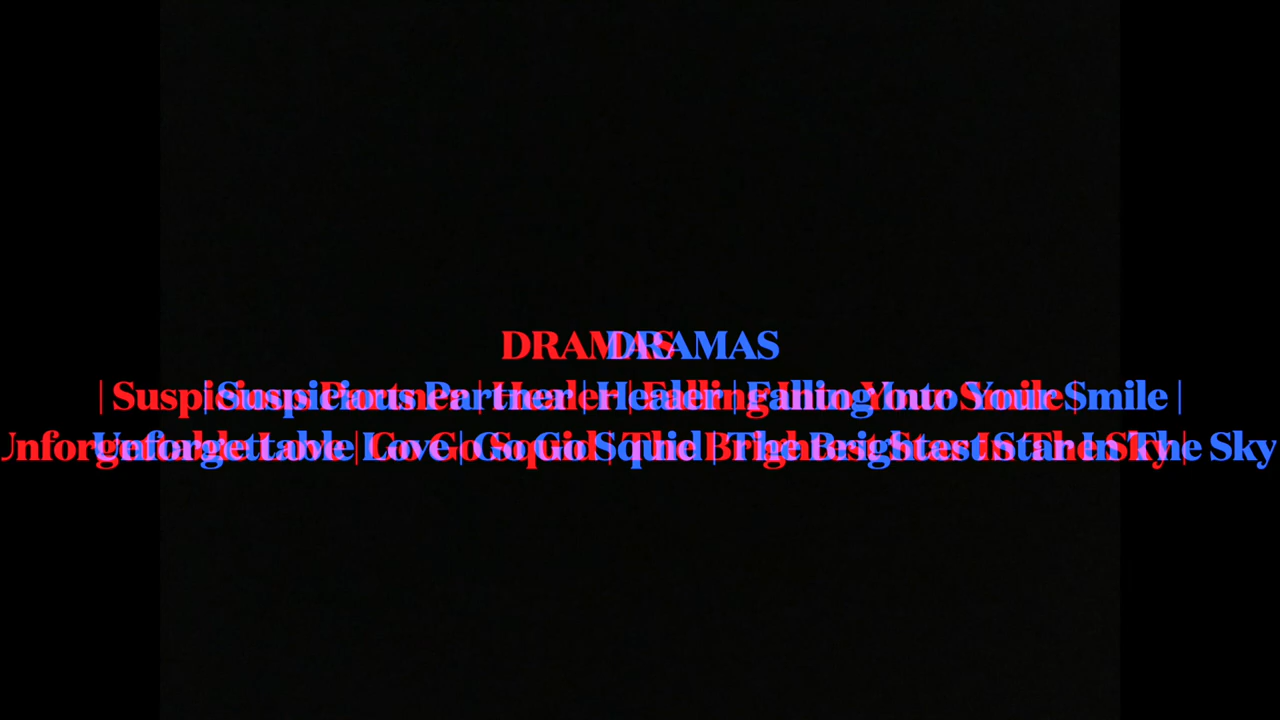 DRAMAS
| Suspicious Partner | Healer | Falling Into Your Smile |
Unforgettable Love | Go Go Squid | The Brightest Star In The Sky |